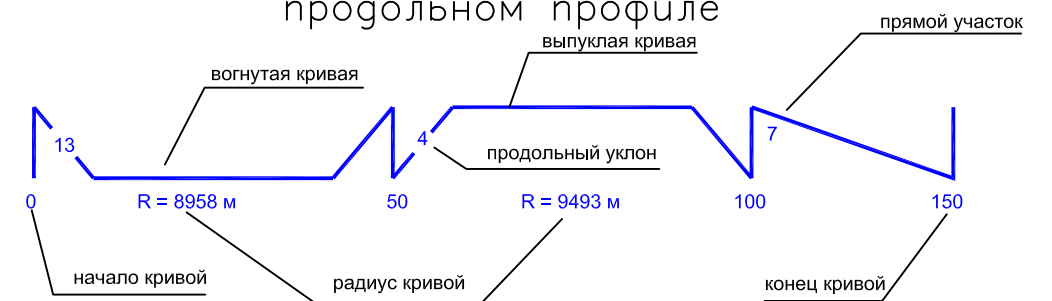 продольном профиле
прямой участок
выпуклая кривая
вогнутая кривая
13
4
7
продольный уклон
0
R = 8958 м
50
R = 9493 м
100
150
начало кривой
радиус кривой
конец кривой